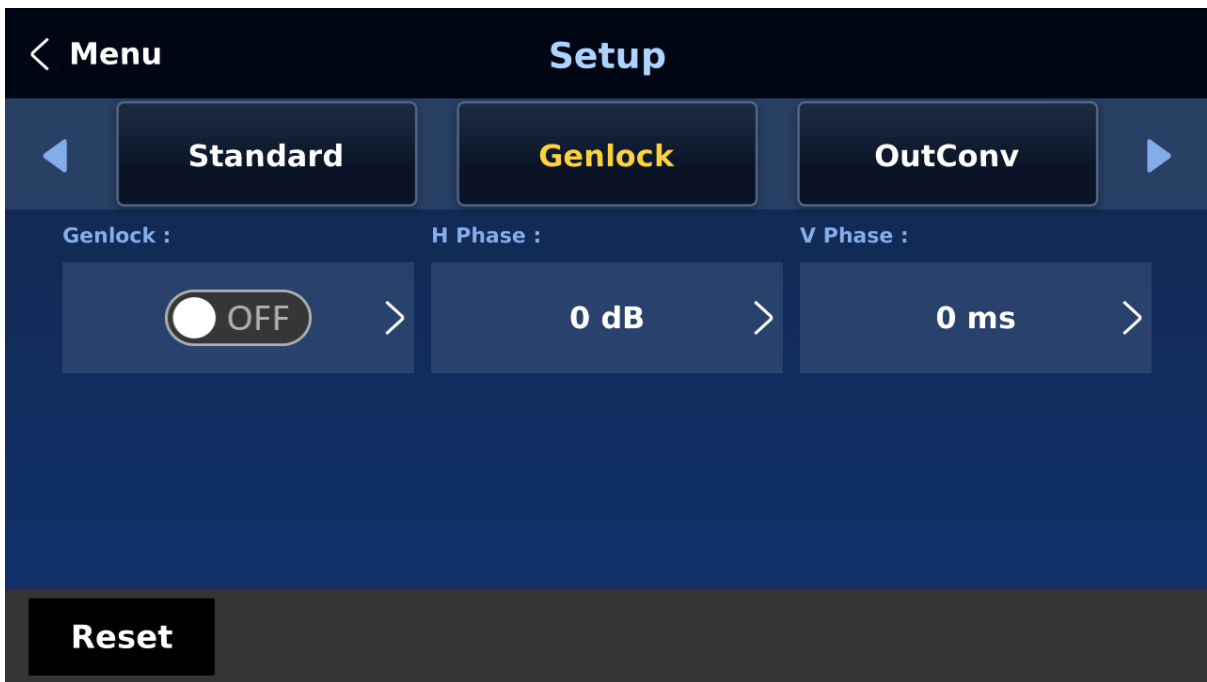 Menu
Setup
Standard
Genlock
OutConv
Genlock :
H Phase :
V Phase :
OFF
0 dB
0 ms
Reset